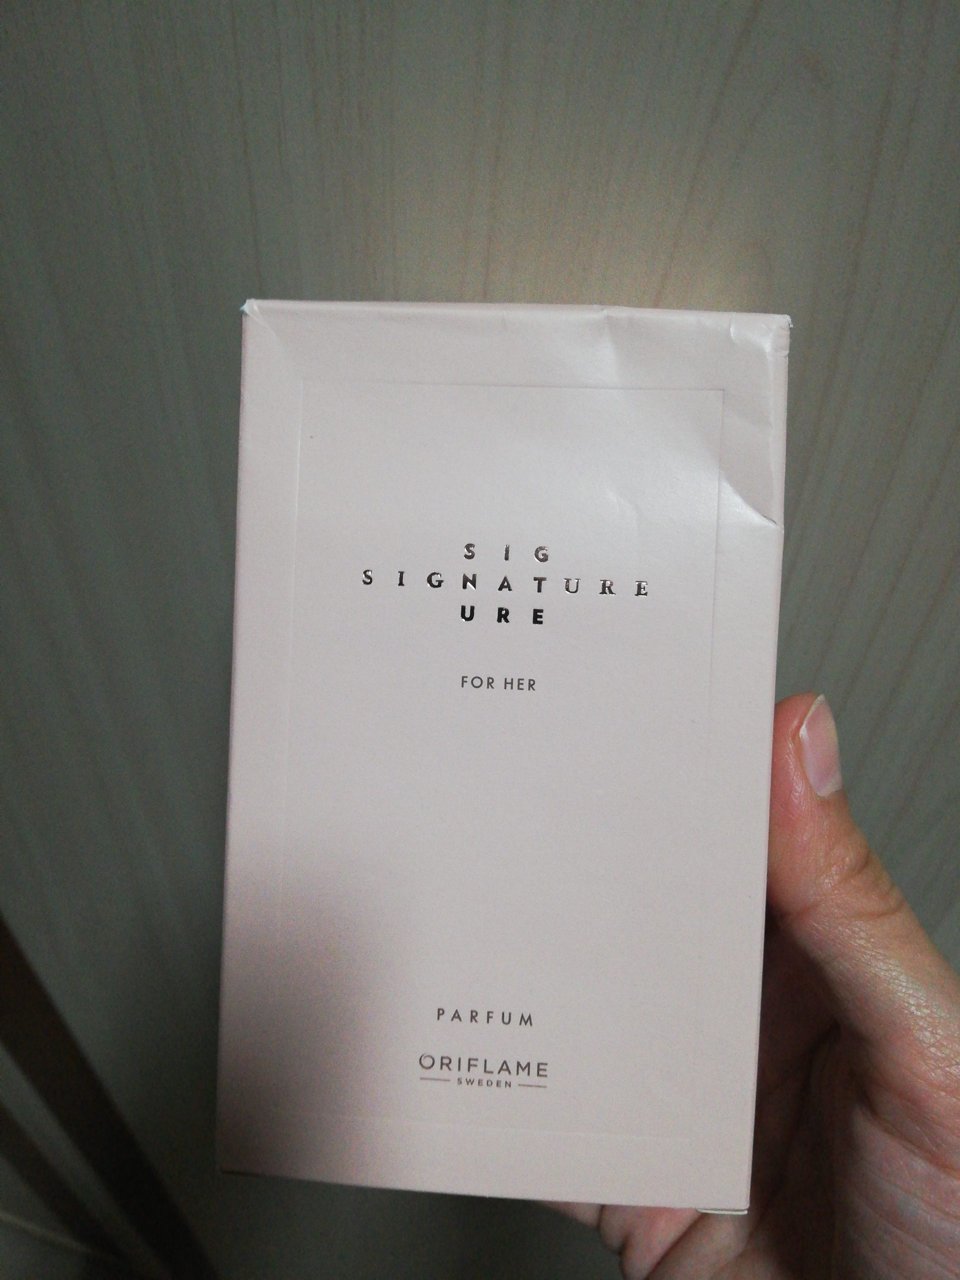 SIG
SIGNATURE
URE
FOR HER
PARFUM
ORIFLAME
SWEDEN